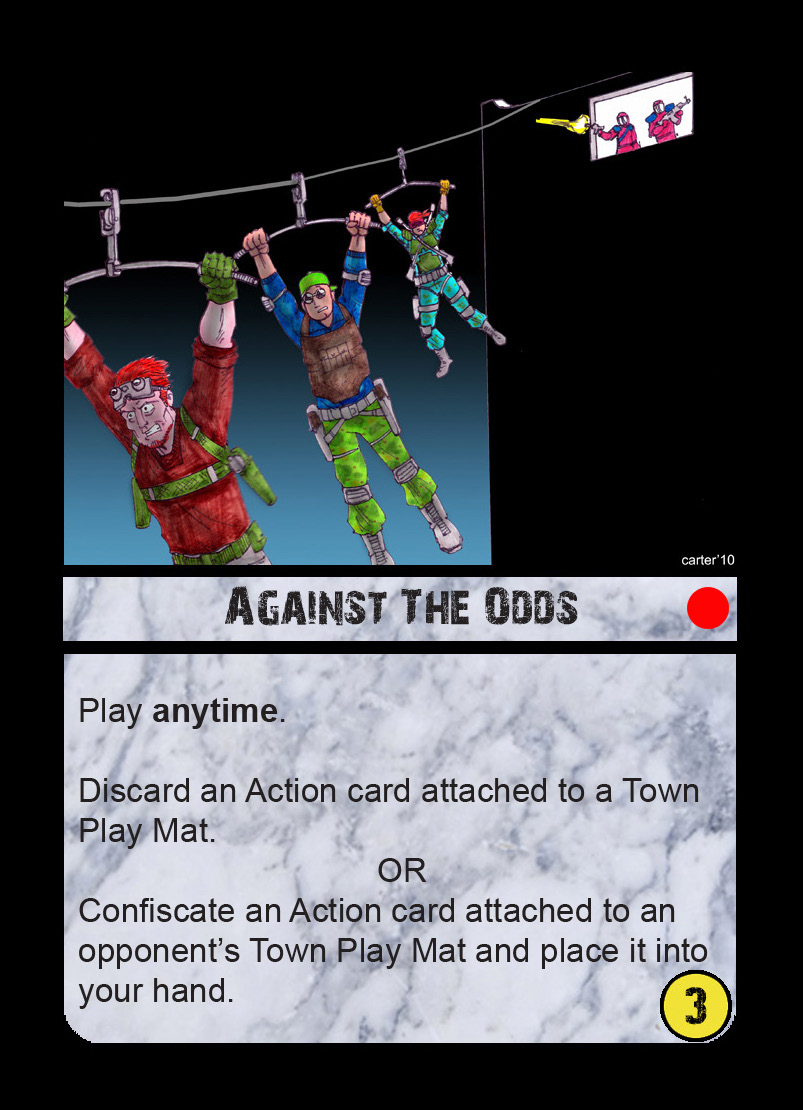 carter'10
AGAINST THE ODDS
Play anytime.
Discard an Action card attached to a Town
Play Mat.
OR
Confiscate an Action card attached to an
opponent's Town Play Mat and place it into
your hand.
3